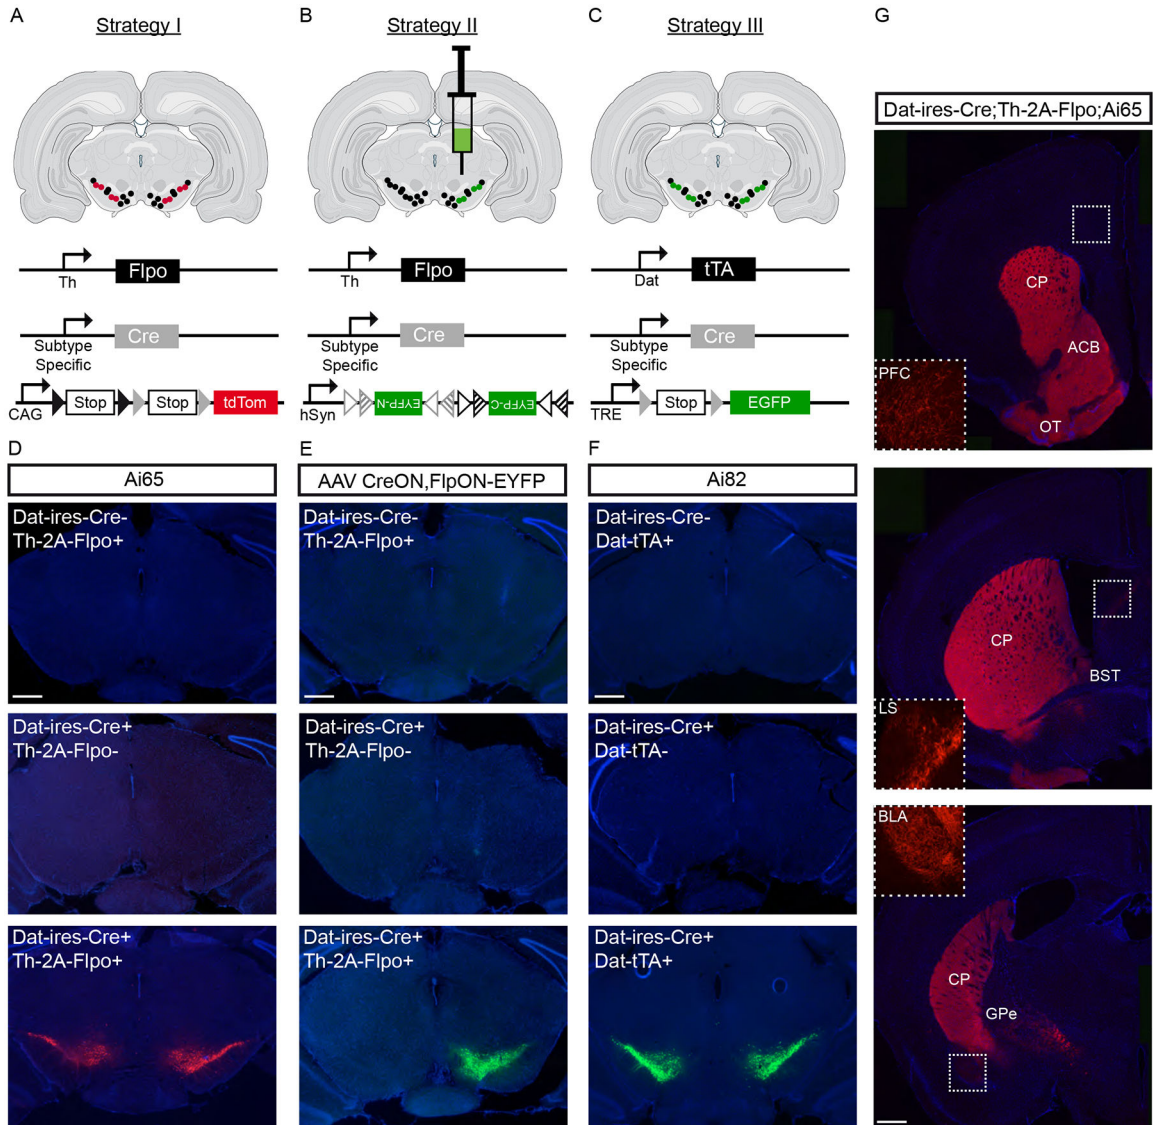 A
Strategy I
Th
Flpo
Subtype
Specific
Cre
CAG
Stop
Stop
tdTom
B
Strategy II
Th
Flpo
Subtype
Specific
Cre
hSyn
EYFP-N
EYFP-C
C
Strategy III
Dat
tTA
Subtype
Specific
Cre
TRE
Stop
EGFP
D
Ai65
Dat-ires-Cre-
Th-2A-Flpo+
Dat-ires-Cre+
Th-2A-Flpo-
Dat-ires-Cre+
Th-2A-Flpo+
E
AAV CreON,FlpON-EYFP
Dat-ires-Cre-
Th-2A-Flpo+
Dat-ires-Cre+
Th-2A-Flpo-
Dat-ires-Cre+
Th-2A-Flpo+
F
Ai82
Dat-ires-Cre-
Dat-tTA+
Dat-ires-Cre+
Dat-tTA-
Dat-ires-Cre+
Dat-tTA+
G
Dat-ires-Cre;Th-2A-Flpo;Ai65
CP
ACB
PFC
OT
CP
BST
LS
BLA
CP
GPe